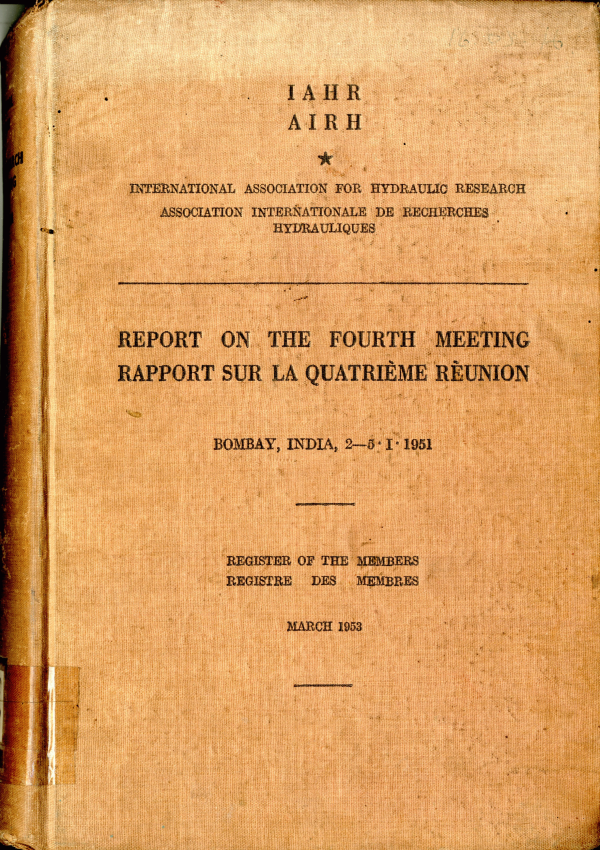 IAHR
AIRH
INTERNATIONAL ASSOCIATION FOR HYDRAULIC RESEARCH
ASSOCIATION INTERNATIONALE DE RECHERCHES
HYDRAULIQUES
REPORT ON THE FOURTH MEETING
RAPPORT SUR LA QUATRIÈME RÈUNION
BOMBAY, INDIA, 2—5·I·1951
REGISTER OF THE MEMBERS
REGISTRE DES MEMBRES
MARCH 1953